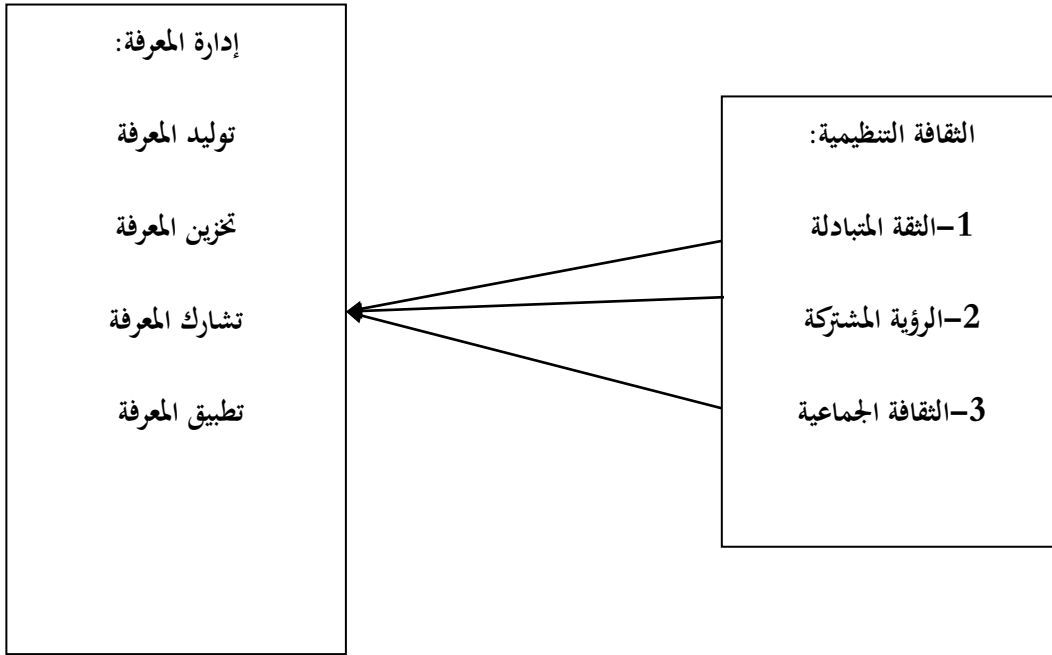 الثقافة التنظيمية:
1-الثقة المتبادلة
2-الرؤية المشتركة
3-الثقافة الجماعية
إدارة المعرفة:
توليد المعرفة
تخزين المعرفة
تشارك المعرفة
تطبيق المعرفة